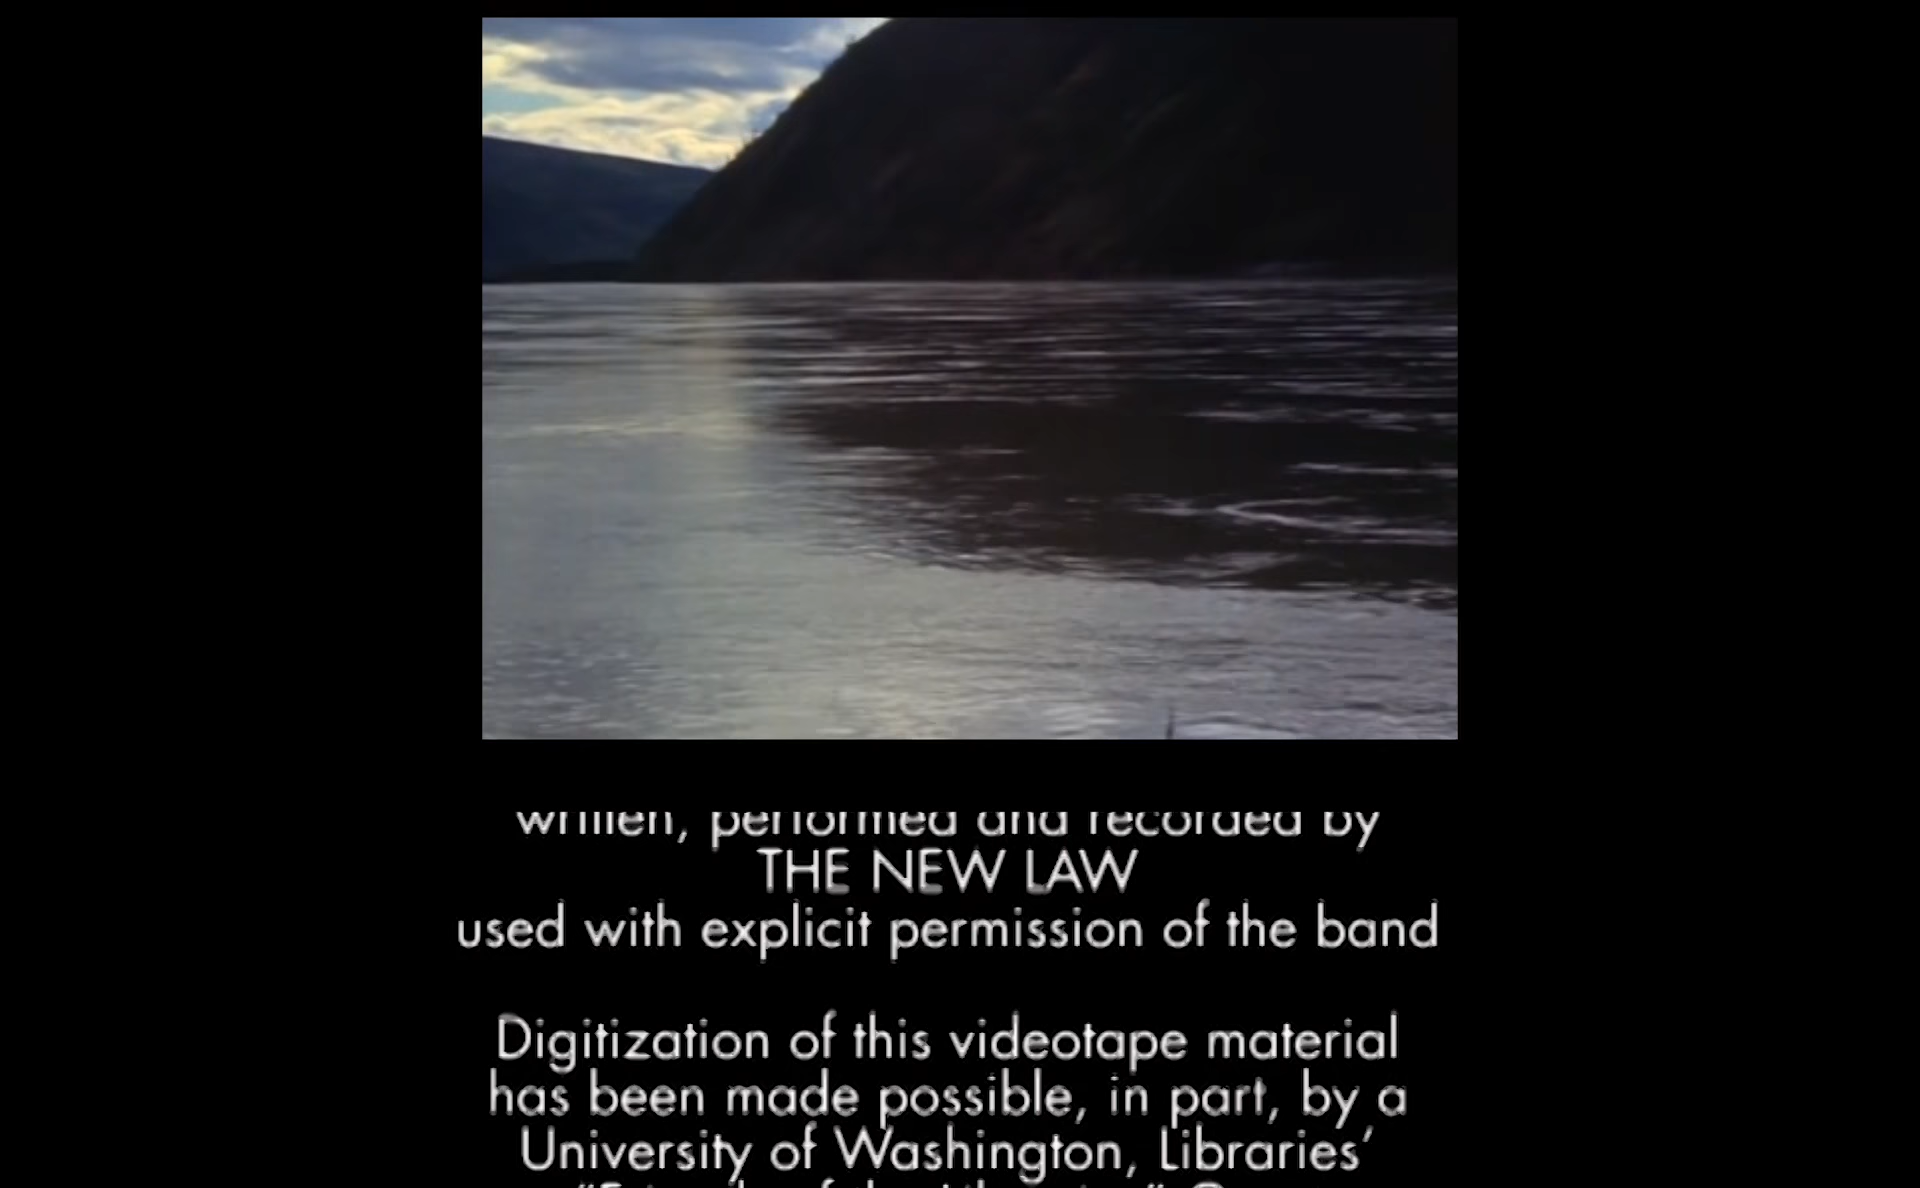 written, performed and recorded by
THE NEW LAW
used with explicit permission of the band
Digitization of this videotape material
has been made possible, in part, by a
University of Washington, Libraries’